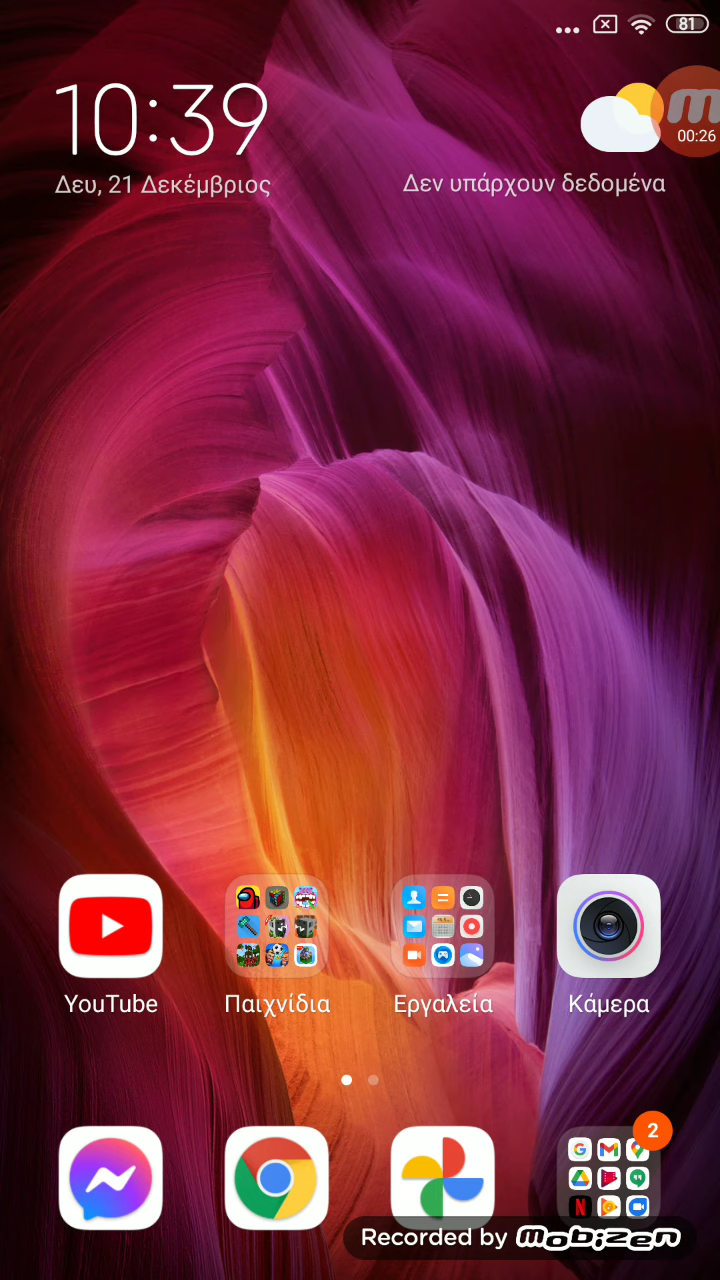 81
10:39
00:26
Δευ, 21 Δεκέμβριος
Δεν υπάρχουν δεδομένα
YouTube
Παιχνίδια
Εργαλεία
Κάμερα
2
Recorded by mobizen